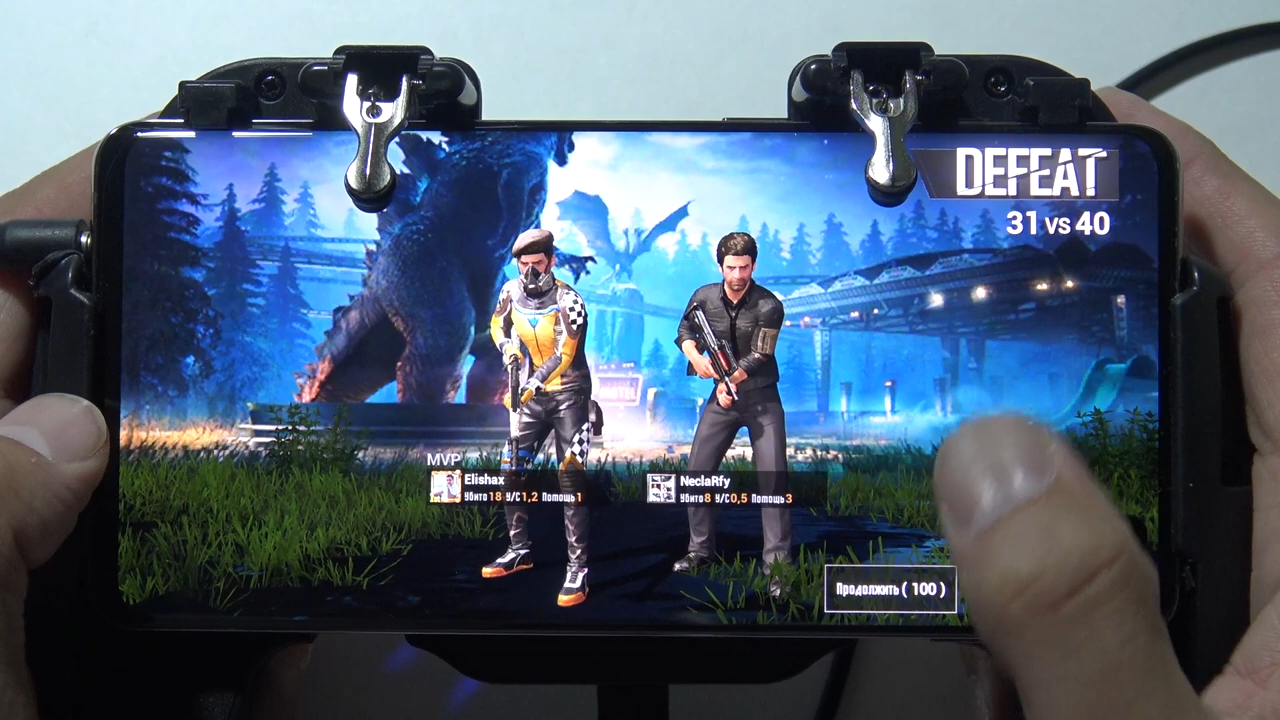 DEFEAT
31 VS 40
MVP
Elishax
Убито 18 У/С 1,2 Помощь 1
NeclaRfy
Убито 8 У/С 0,5 Помощь 3
Продолжить ( 100 )